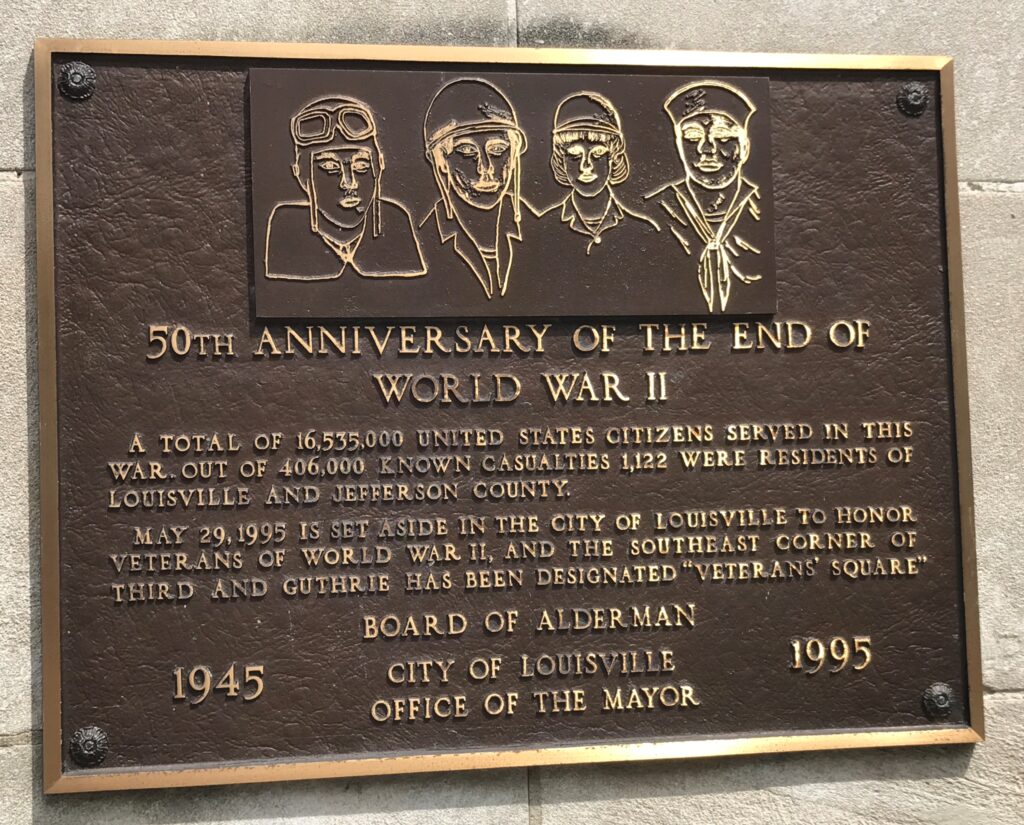 50TH ANNIVERSARY OF THE END OF
WORLD WAR II
A TOTAL OF 16,535,000 UNITED STATES CITIZENS SERVED IN THIS
WAR. OUT OF 406,000 KNOWN CASUALTIES 1,122 WERE RESIDENTS OF
LOUISVILLE AND JEFFERSON COUNTY.
MAY 29, 1995 IS SET ASIDE IN THE CITY OF LOUISVILLE TO HONOR
VETERANS OF WORLD WAR II, AND THE SOUTHEAST CORNER OF
THIRD AND GUTHRIE HAS BEEN DESIGNATED "VETERANS' SQUARE"
BOARD OF ALDERMAN
1945 CITY OF LOUISVILLE 1995
OFFICE OF THE MAYOR